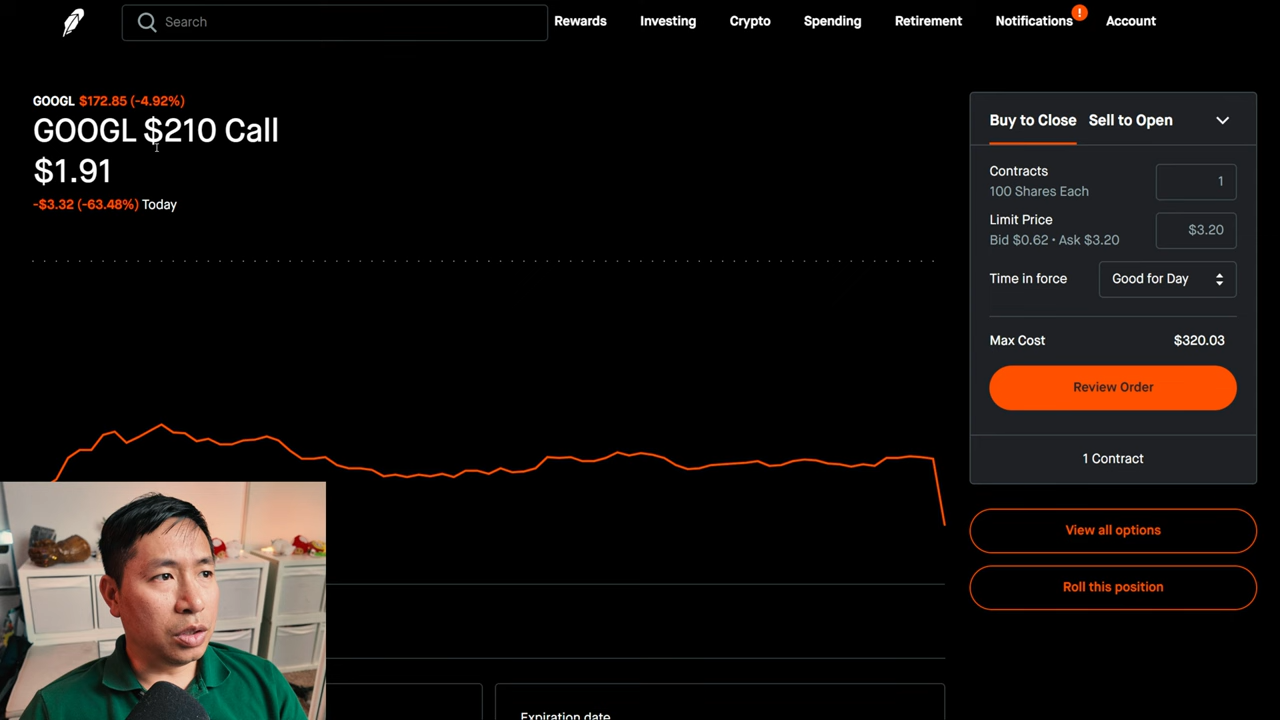 Search
Rewards
Investing
Crypto
Spending
Retirement
Notifications
!
Account
GOOGL $172.85 (-4.92%)
GOOGL $210 Call
$1.91
-$3.32 (-63.48%) Today
Buy to Close
Sell to Open
Contracts
100 Shares Each
1
Limit Price
Bid $0.62 • Ask $3.20
$3.20
Time in force
Good for Day
Max Cost
$320.03
Review Order
1 Contract
View all options
Roll this position
Expiration date